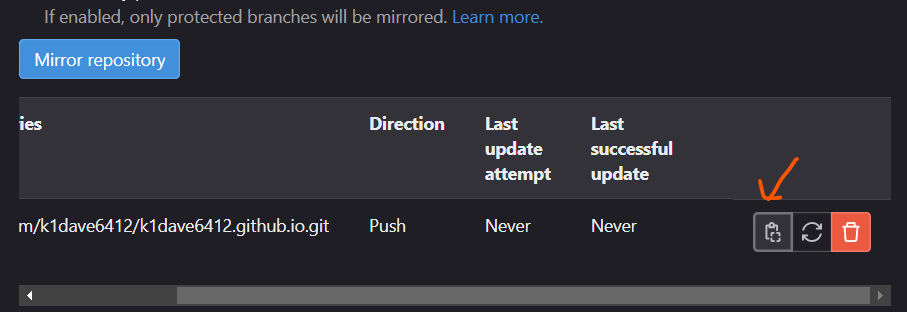 If enabled, only protected branches will be mirrored. Learn more.
Mirror repository
ies Direction Last update attempt Last successful update
m/k1dave6412/k1dave6412.github.io.git Push Never Never